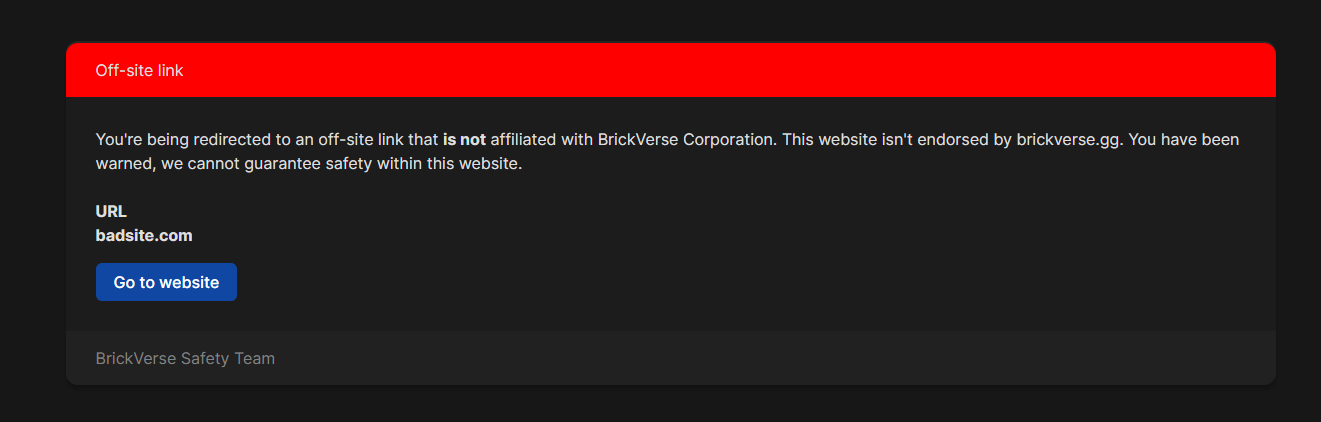 Off-site link
You're being redirected to an off-site link that is not affiliated with BrickVerse Corporation. This website isn't endorsed by brickverse.gg. You have been
warned, we cannot guarantee safety within this website.
URL
badsite.com
Go to website
BrickVerse Safety Team